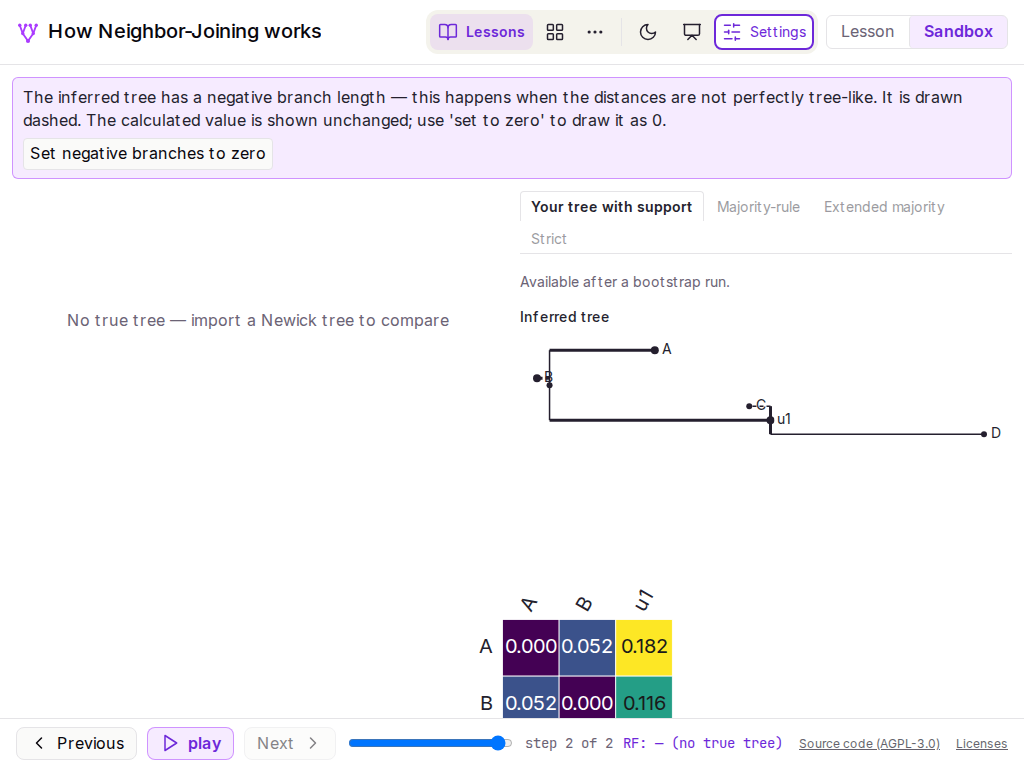 How Neighbor-Joining works
Lessons
Settings
Lesson
Sandbox
The inferred tree has a negative branch length — this happens when the distances are not perfectly tree-like. It is drawn
dashed. The calculated value is shown unchanged; use 'set to zero' to draw it as 0.
Set negative branches to zero
Your tree with support
Majority-rule
Extended majority
Strict
Available after a bootstrap run.
No true tree — import a Newick tree to compare
Inferred tree
A
B
C
u1
D
A B u1
A 0.000 0.052 0.182
B 0.052 0.000 0.116
Previous
play
Next
step 2 of 2
RF: — (no true tree)
Source code (AGPL-3.0)
Licenses